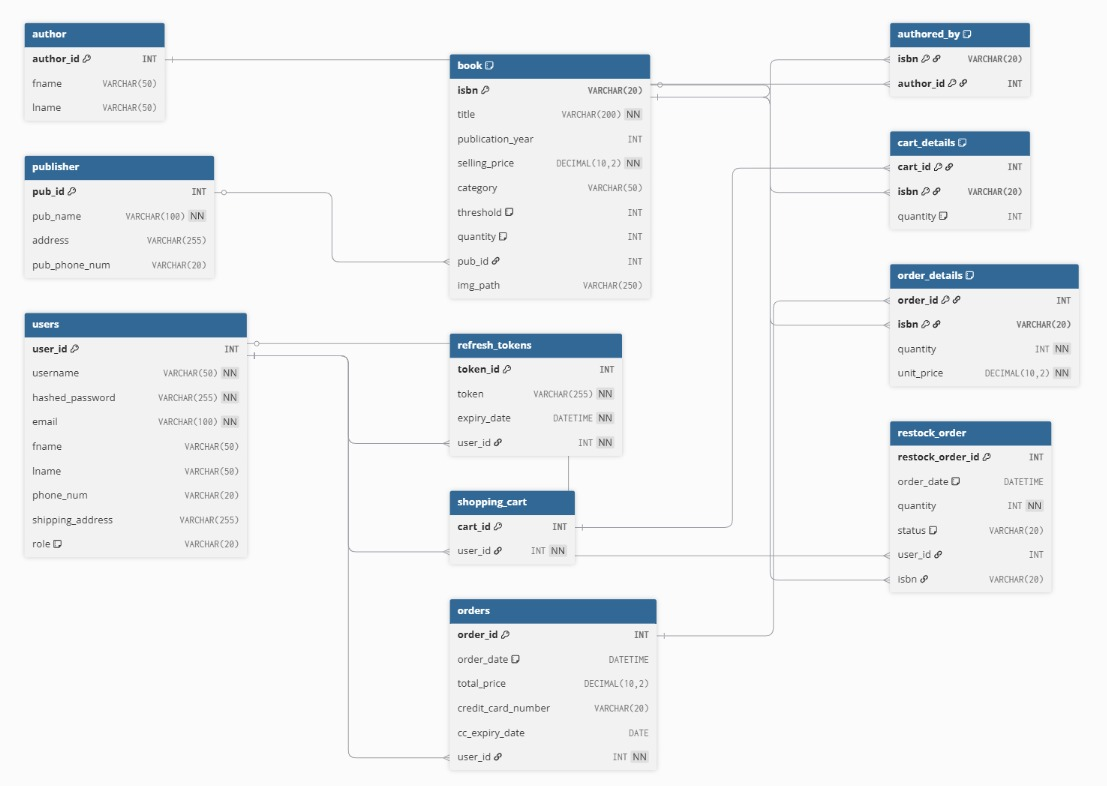 author
author_id INT
fname VARCHAR(50)
lname VARCHAR(50)
publisher
pub_id INT
pub_name VARCHAR(100) NN
address VARCHAR(255)
pub_phone_num VARCHAR(20)
users
user_id INT
username VARCHAR(50) NN
hashed_password VARCHAR(255) NN
email VARCHAR(100) NN
fname VARCHAR(50)
lname VARCHAR(50)
phone_num VARCHAR(20)
shipping_address VARCHAR(255)
role VARCHAR(20)
book
isbn VARCHAR(20)
title VARCHAR(200) NN
publication_year INT
selling_price DECIMAL(10,2) NN
category VARCHAR(50)
threshold INT
quantity INT
pub_id INT
img_path VARCHAR(250)
refresh_tokens
token_id INT
token VARCHAR(255) NN
expiry_date DATETIME NN
user_id INT NN
shopping_cart
cart_id INT
user_id INT NN
orders
order_id INT
order_date DATETIME
total_price DECIMAL(10,2)
credit_card_number VARCHAR(20)
cc_expiry_date DATE
user_id INT NN
authored_by
isbn VARCHAR(20)
author_id INT
cart_details
cart_id INT
isbn VARCHAR(20)
quantity INT
order_details
order_id INT
isbn VARCHAR(20)
quantity INT NN
unit_price DECIMAL(10,2) NN
restock_order
restock_order_id INT
order_date DATETIME
quantity INT NN
status VARCHAR(20)
user_id INT
isbn VARCHAR(20)